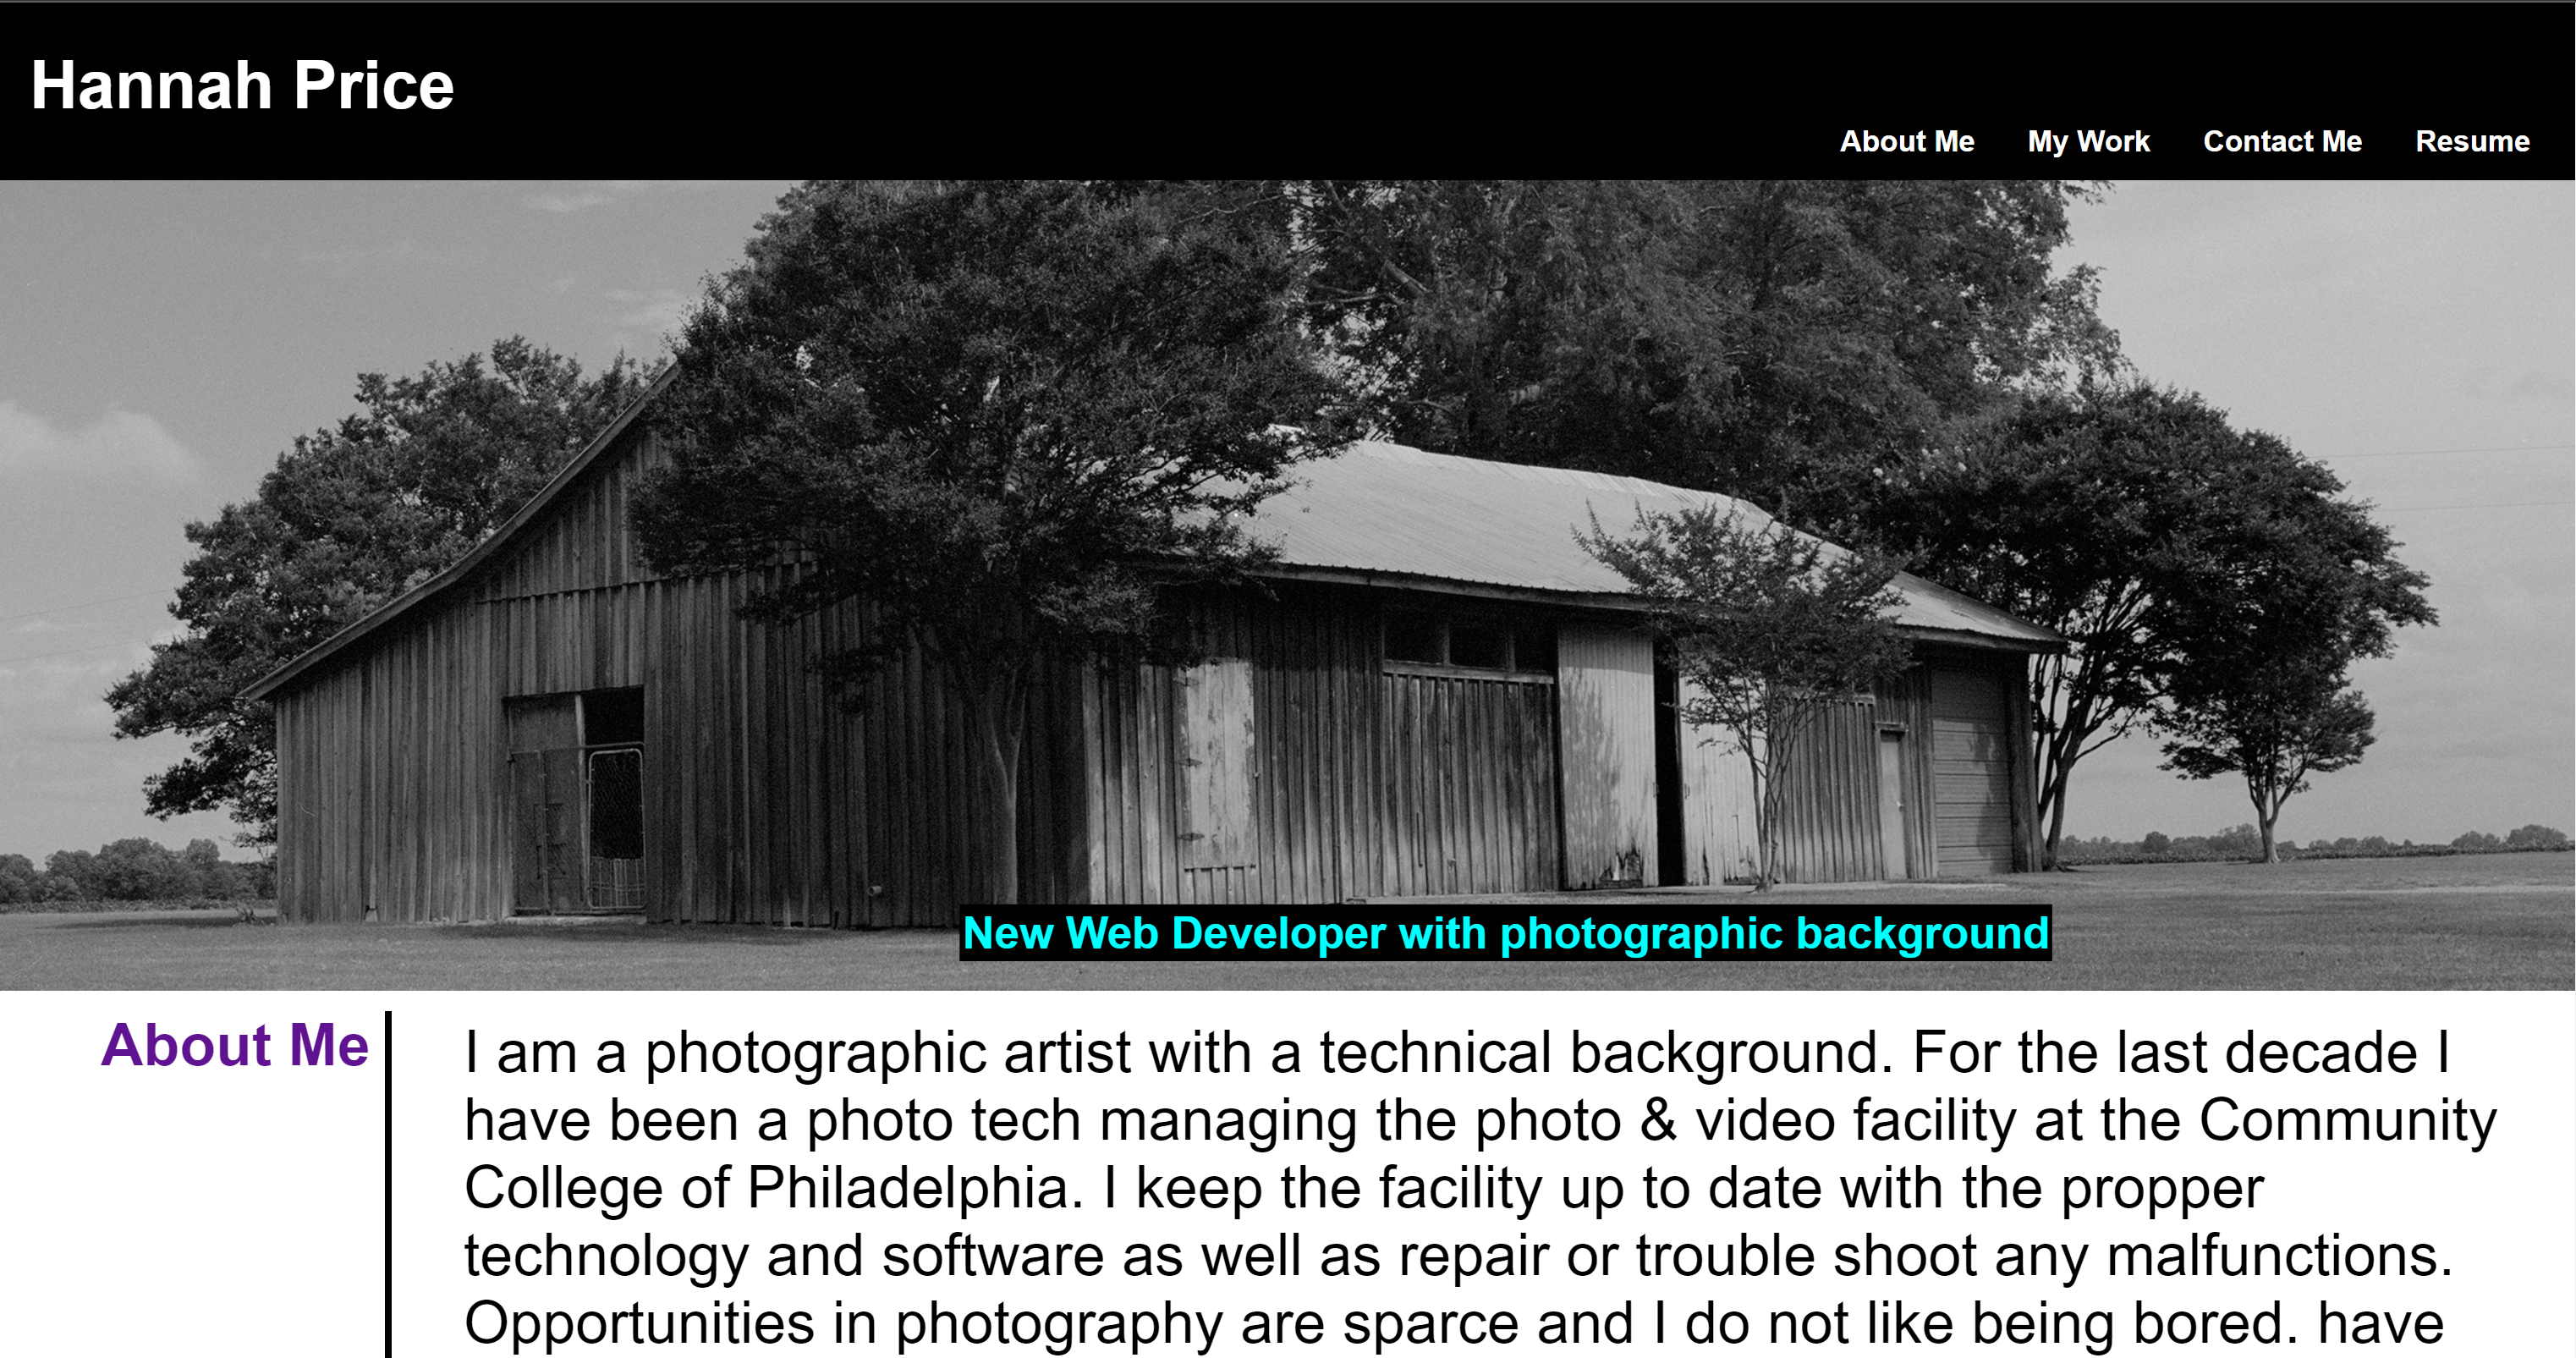 Hannah Price
About Me My Work Contact Me Resume
New Web Developer with photographic background
About Me
I am a photographic artist with a technical background. For the last decade I
have been a photo tech managing the photo & video facility at the Community
College of Philadelphia. I keep the facility up to date with the propper
technology and software as well as repair or trouble shoot any malfunctions.
Opportunities in photography are sparce and I do not like being bored. have